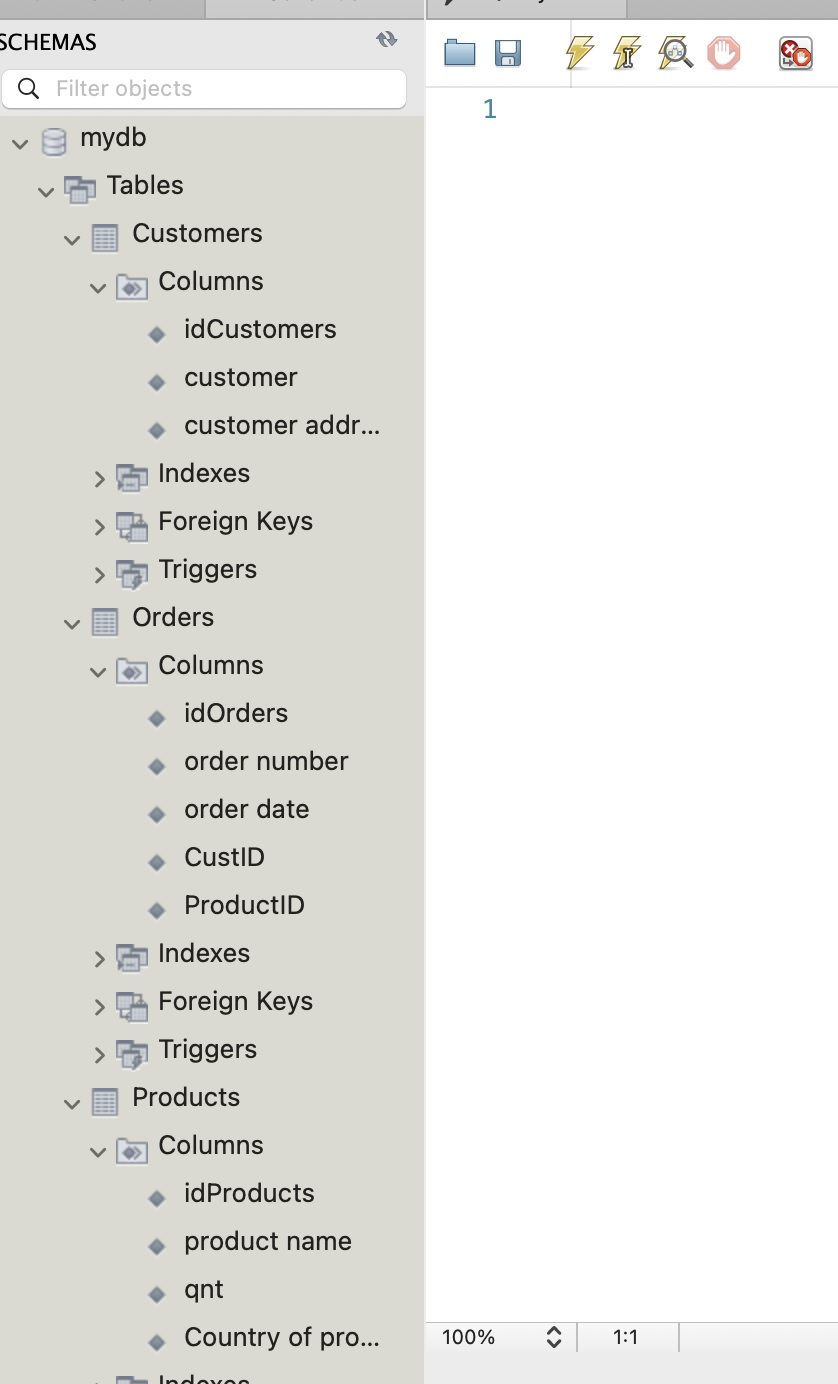 SCHEMAS
Filter objects
mydb
Tables
Customers
Columns
idCustomers
customer
customer addr...
Indexes
Foreign Keys
Triggers
Orders
Columns
idOrders
order number
order date
CustID
ProductID
Indexes
Foreign Keys
Triggers
Products
Columns
idProducts
product name
qnt
Country of pro...
Indexes
1
100%
1:1